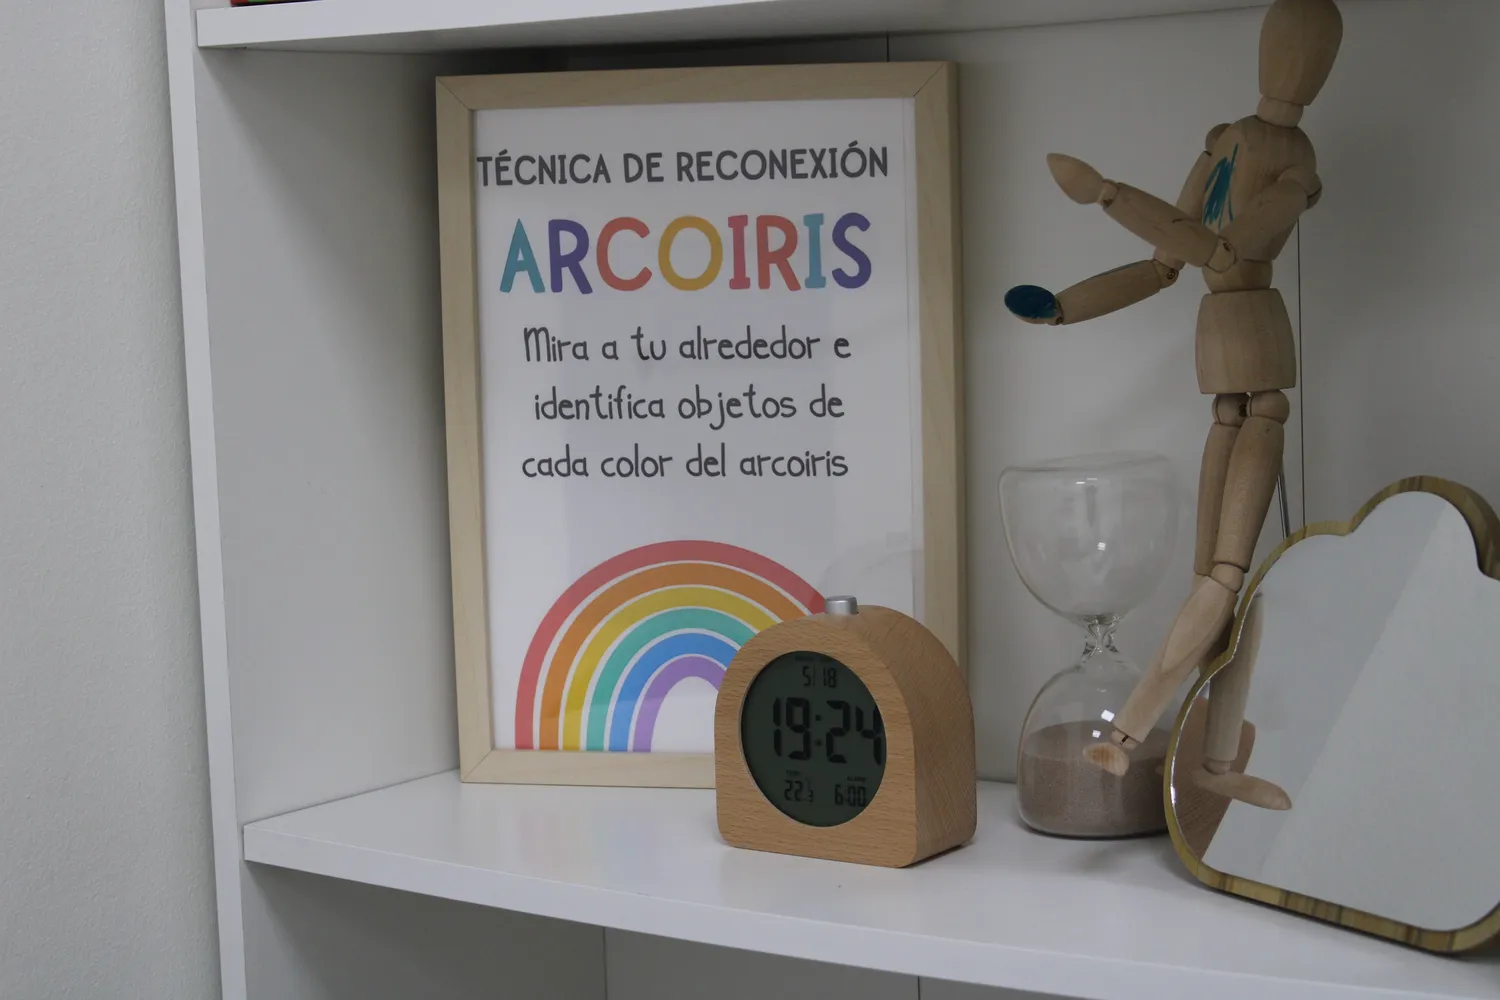 TÉCNICA DE RECONEXIÓN
ARCOIRIS
Mira a tu alrededor e
identifica objetos de
cada color del arcoiris
5/18
19:24
22.3 6:00